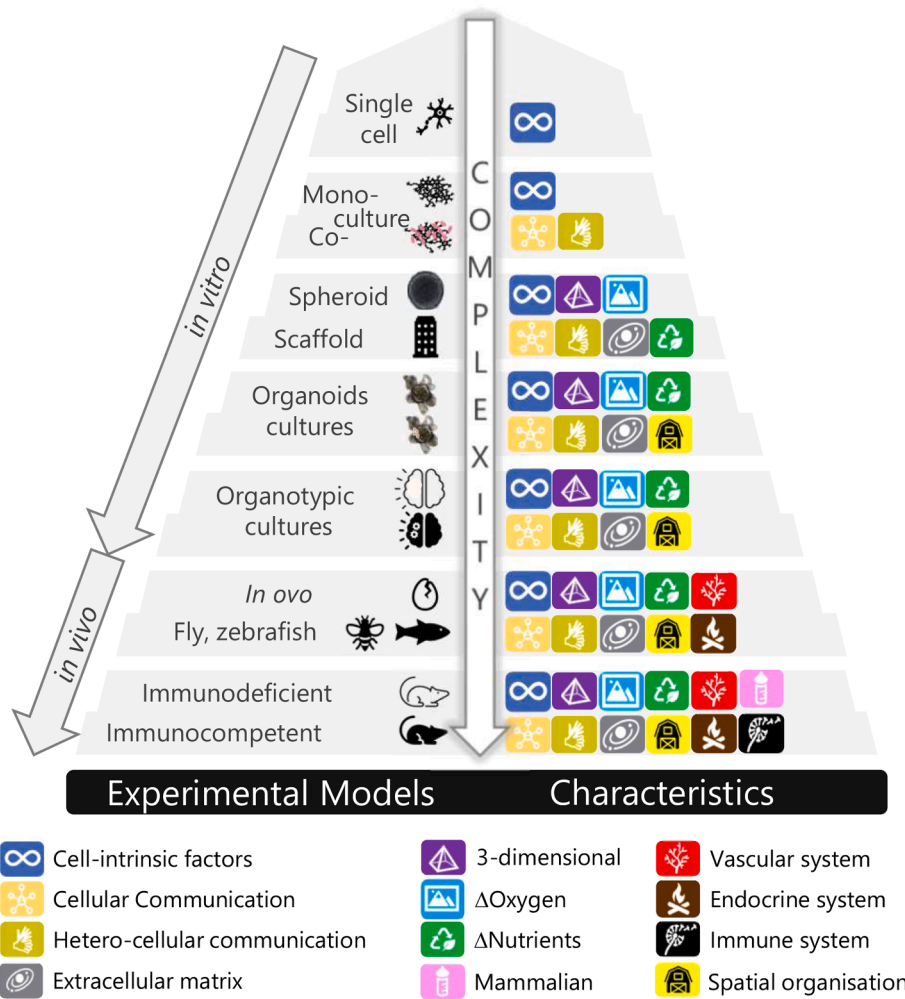 Single
cell
Mono-
culture
Co-
Spheroid
Scaffold
Organoids
cultures
Organotypic
cultures
In ovo
Fly, zebrafish
Immunodeficient
Immunocompetent
in vitro
in vivo
COMPLEXITY
Experimental Models
Characteristics
Cell-intrinsic factors
Cellular Communication
Hetero-cellular communication
Extracellular matrix
3-dimensional
ΔOxygen
ΔNutrients
Mammalian
Vascular system
Endocrine system
Immune system
Spatial organisation